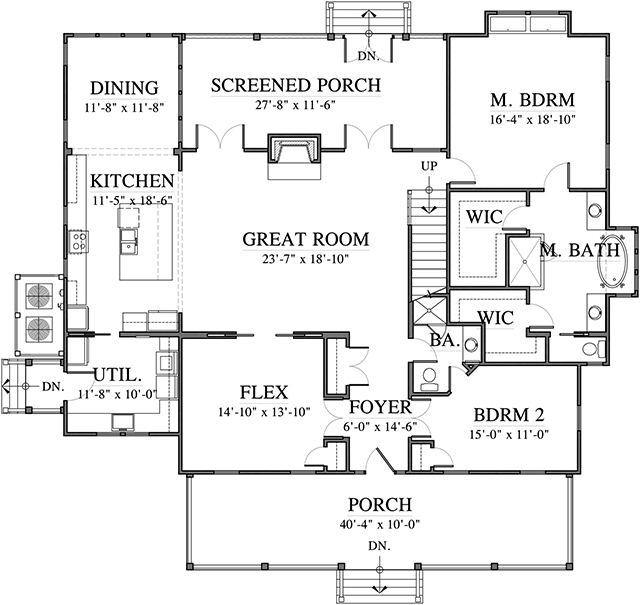 DN.
DINING
11'-8" x 11'-8"
SCREENED PORCH
27'-8" x 11'-6"
M. BDRM
16'-4" x 18'-10"
UP
KITCHEN
11'-5" x 18'-6"
WIC
GREAT ROOM
23'-7" x 18'-10"
M. BATH
WIC
BA.
DN.
UTIL.
11'-8" x 10'-0"
FLEX
14'-10" x 13'-10"
FOYER
6'-0" x 14'-6"
BDRM 2
15'-0" x 11'-0"
PORCH
40'-4" x 10'-0"
DN.